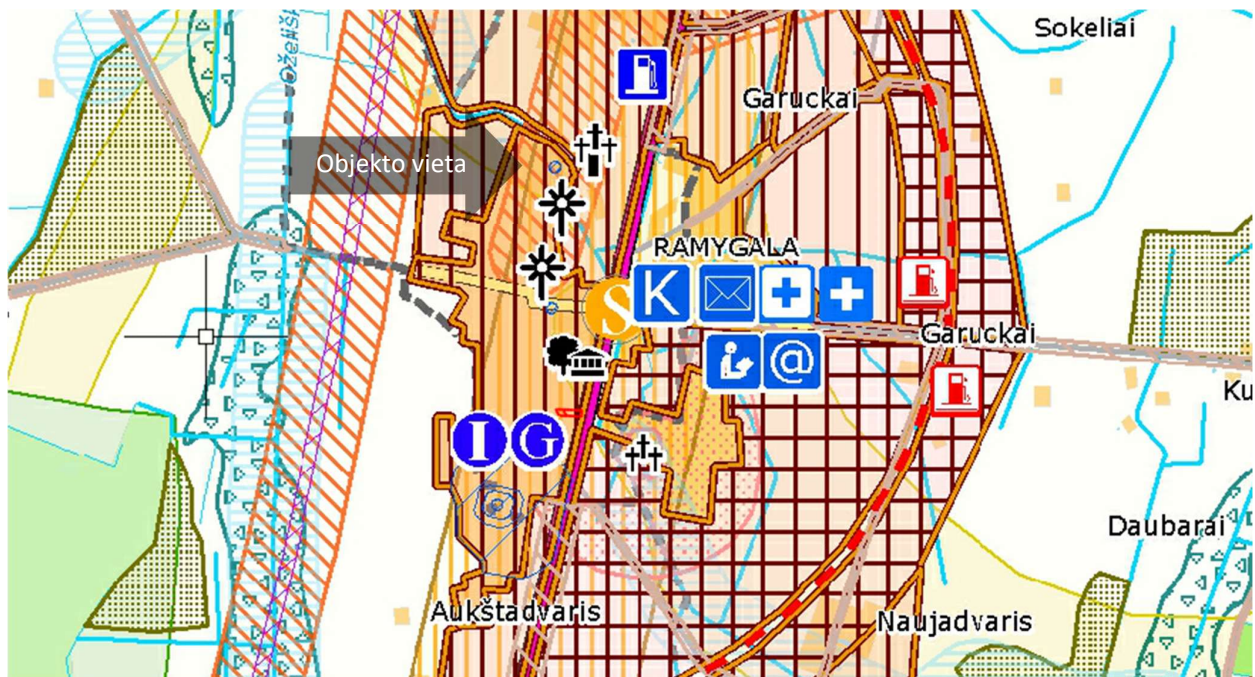 Sokeliai
Garuckai
Objekto vieta
RAMYGALA
S
K
@
Garuckai
Ku
I G
Daubarai
Aukštadvaris
Naujadvaris